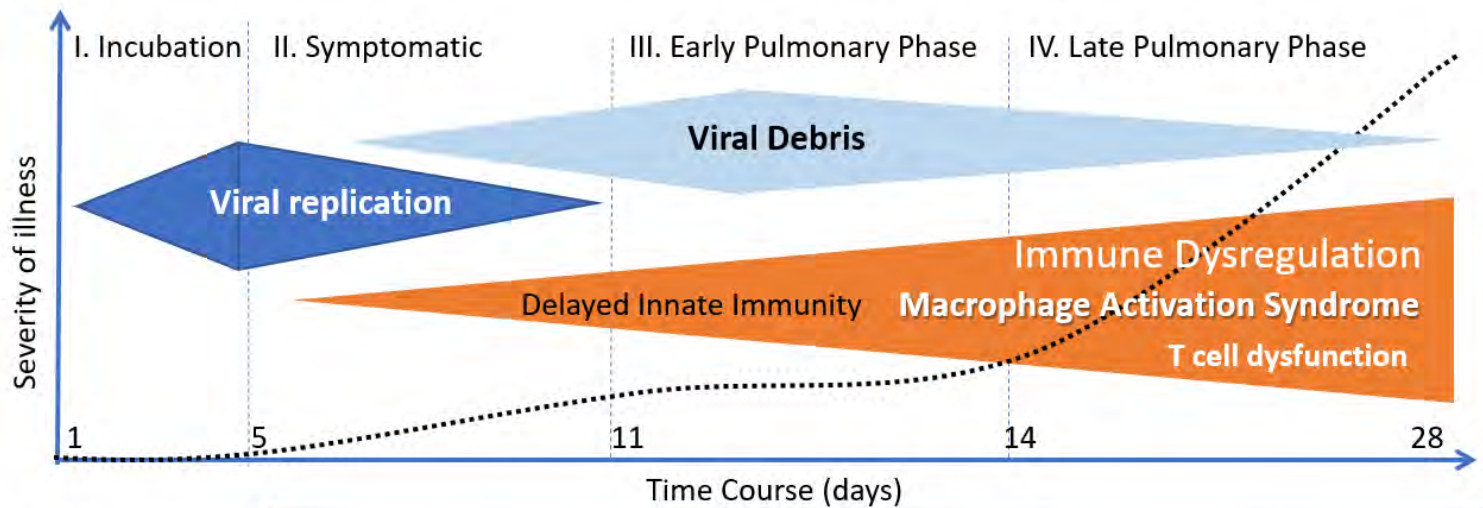 I. Incubation
II. Symptomatic
III. Early Pulmonary Phase
IV. Late Pulmonary Phase
Viral Debris
Viral replication
Severity of illness
Immune Dysregulation
Delayed Innate Immunity
Macrophage Activation Syndrome
T cell dysfunction
1
5
11
14
28
Time Course (days)